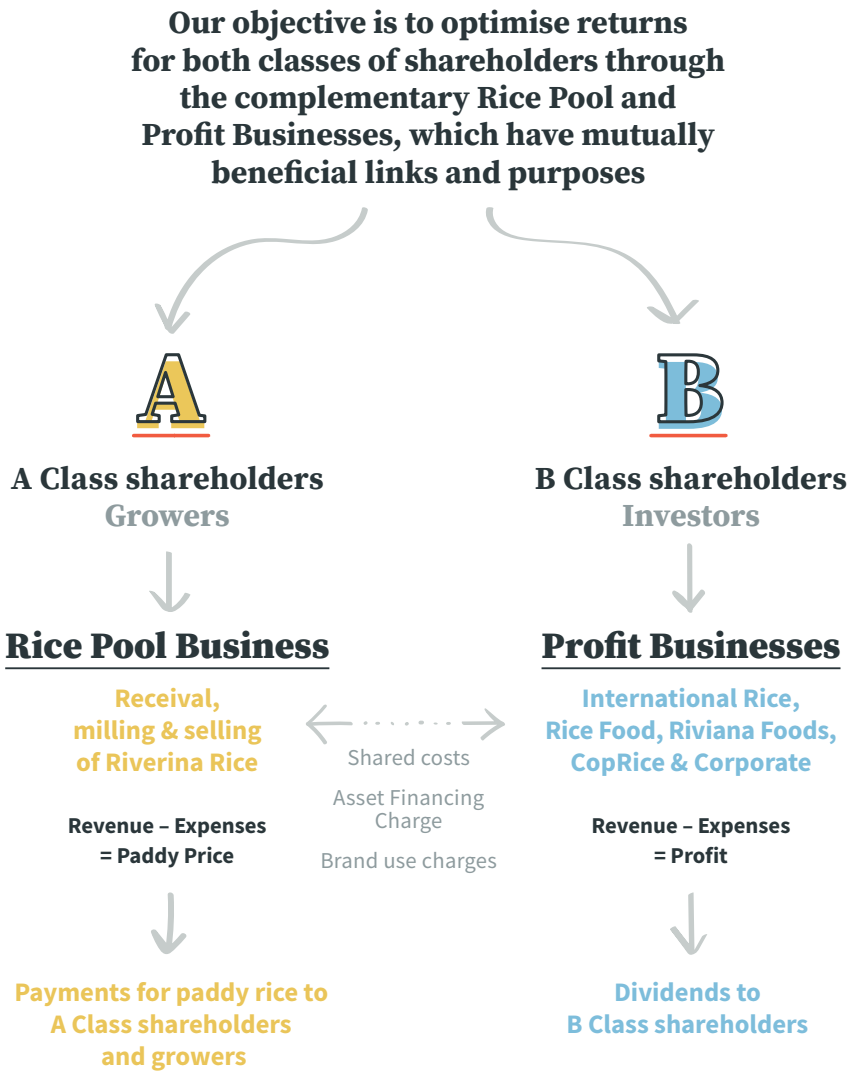 Our objective is to optimise returns
for both classes of shareholders through
the complementary Rice Pool and
Profit Businesses, which have mutually
beneficial links and purposes
A
A Class shareholders
Growers
Rice Pool Business
Receival,
milling & selling
of Riverina Rice
Revenue – Expenses
= Paddy Price
Payments for paddy rice to
A Class shareholders
and growers
Shared costs
Asset Financing
Charge
Brand use charges
B
B Class shareholders
Investors
Profit Businesses
International Rice,
Rice Food, Riviana Foods,
CopRice & Corporate
Revenue – Expenses
= Profit
Dividends to
B Class shareholders